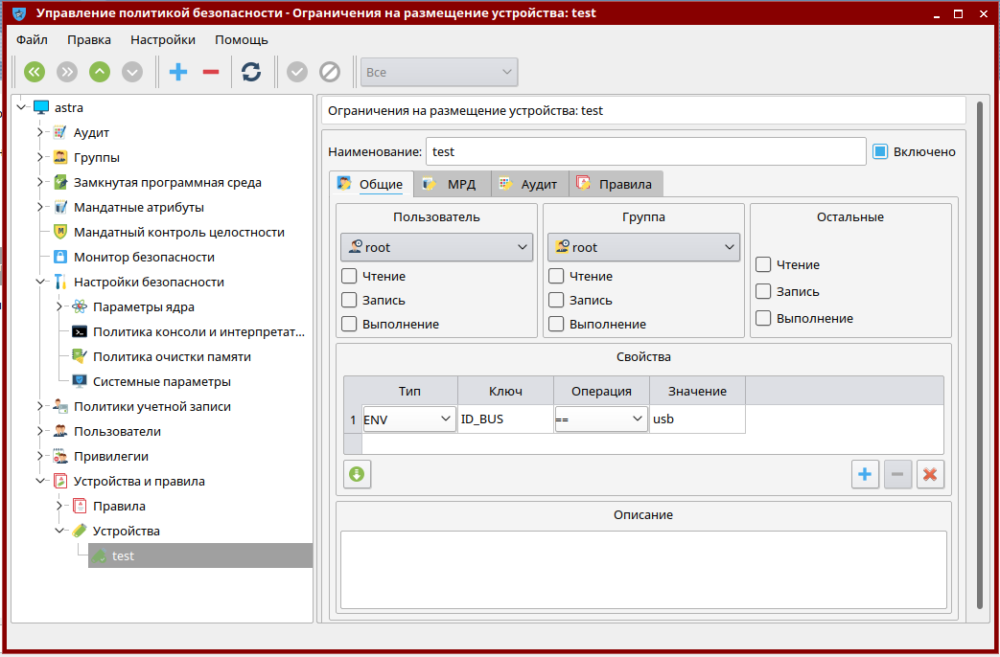 Управление политикой безопасности - Ограничения на размещение устройства: test
Файл Правка Настройки Помощь
Все
astra
Аудит
Группы
Замкнутая программная среда
Мандатные атрибуты
Мандатный контроль целостности
Монитор безопасности
Настройки безопасности
Параметры ядра
Политика консоли и интерпретат...
Политика очистки памяти
Системные параметры
Политики учетной записи
Пользователи
Привилегии
Устройства и правила
Правила
Устройства
test
Ограничения на размещение устройства: test
Наименование: test Включено
Общие МРД Аудит Правила
Пользователь Группа Остальные
root root
Чтение Чтение Чтение
Запись Запись Запись
Выполнение Выполнение Выполнение
Свойства
Тип Ключ Операция Значение
1 ENV ID_BUS == usb
Описание